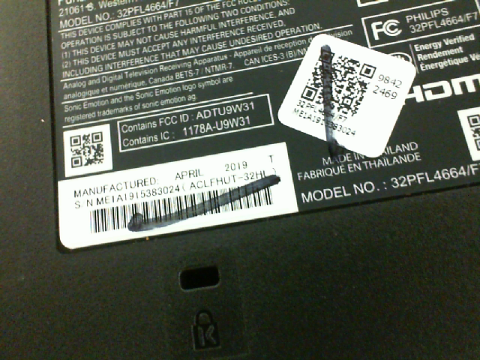 21061
Western
MODEL NO.: 32PFL4664/F7
THIS DEVICE COMPLIES WITH PART 15 OF THE FCC RULES.
OPERATION IS SUBJECT TO THE FOLLOWING TWO CONDITIONS:
(1) THIS DEVICE MAY NOT CAUSE HARMFUL INTERFERENCE, AND
(2) THIS DEVICE MUST ACCEPT ANY INTERFERENCE RECEIVED,
INCLUDING INTERFERENCE THAT MAY CAUSE UNDESIRED OPERATION.
Analog and Digital Television Receiving Apparatus - Appareil de réception
analogique et numérique, Canada BETS-7 / NTMR-7. CAN ICES-3 (B)/
Sonic Emotion and the Sonic Emotion logo symbol are
registered trademarks of sonic emotion ag.
Contains FCC ID : ADTU9W31
Contains IC : 1178A-U9W31
MANUFACTURED: APRIL 2019 T
S.N ME1A1915383024 (ACLFHUT-32HL)
9842
2469
ME1A1915383024
PHILIPS
32PFL4664/F7
FC
Energy Verified
Rendement
Énergétique
HDMI
MADE IN THAILAND
FABRIQUÉ EN THAÏLANDE
MODEL NO. : 32PFL4664/F7
K